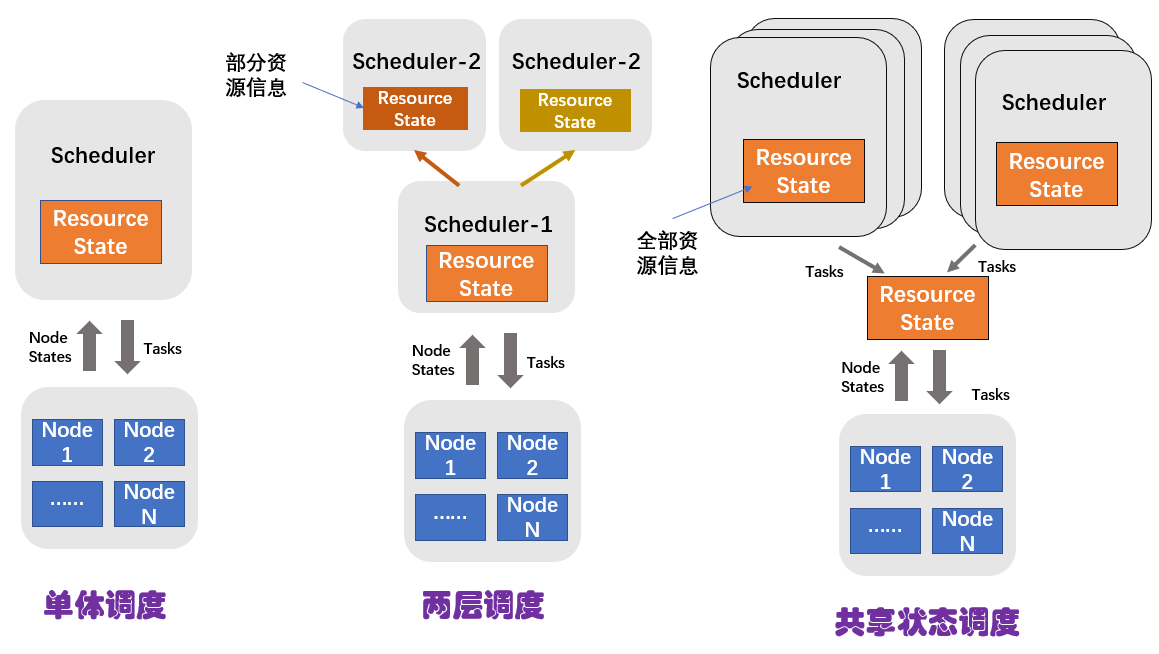 Scheduler
Resource
State
Node
States
Tasks
Node
1
Node
2
……
Node
N
单体调度
部分资
源信息
Scheduler-2
Resource
State
Scheduler-2
Resource
State
Scheduler-1
Resource
State
Node
States
Tasks
Node
1
Node
2
……
Node
N
两层调度
Scheduler
Resource
State
Scheduler
Resource
State
全部资
源信息
Tasks
Tasks
Resource
State
Node
States
Tasks
Node
1
Node
2
……
Node
N
共享状态调度